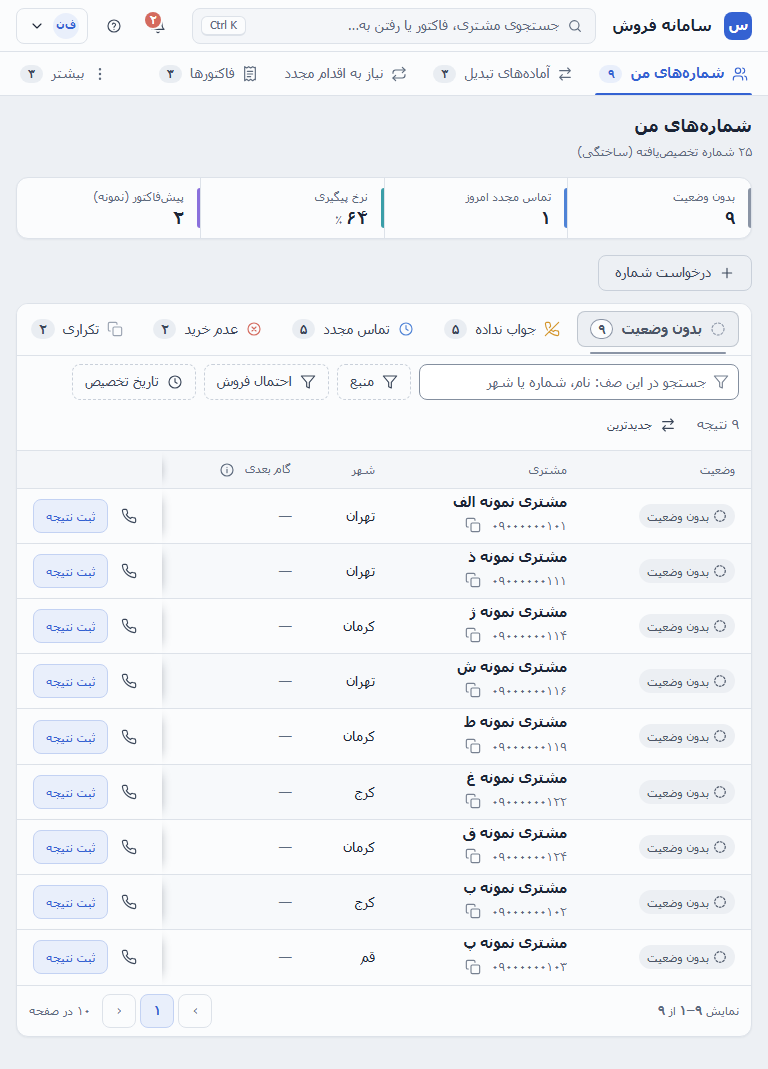 س سامانه فروش
جستجوی مشتری، فاکتور یا رفتن به... Ctrl K
۲
ف‌ن
شماره‌های من ۹
آماده‌های تبدیل ۳
نیاز به اقدام مجدد
فاکتورها ۳
بیشتر ۳
شماره‌های من
۲۵ شماره تخصیص‌یافته (ساختگی)
بدون وضعیت
۹
تماس مجدد امروز
۱
نرخ پیگیری
۶۴ ٪
پیش‌فاکتور (نمونه)
۲
+ درخواست شماره
بدون وضعیت ۹
جواب نداده ۵
تماس مجدد ۵
عدم خرید ۲
تکراری ۲
جستجو در این صف: نام، شماره یا شهر
منبع
احتمال فروش
تاریخ تخصیص
۹ نتیجه
جدیدترین
وضعیت مشتری شهر گام بعدی
بدون وضعیت مشتری نمونه الف تهران — ثبت نتیجه
۰۹۰۰۰۰۰۰۱۰۱
بدون وضعیت مشتری نمونه ذ تهران — ثبت نتیجه
۰۹۰۰۰۰۰۰۱۱۱
بدون وضعیت مشتری نمونه ژ کرمان — ثبت نتیجه
۰۹۰۰۰۰۰۰۱۱۴
بدون وضعیت مشتری نمونه ش تهران — ثبت نتیجه
۰۹۰۰۰۰۰۰۱۱۶
بدون وضعیت مشتری نمونه ط کرمان — ثبت نتیجه
۰۹۰۰۰۰۰۰۱۱۹
بدون وضعیت مشتری نمونه غ کرج — ثبت نتیجه
۰۹۰۰۰۰۰۰۱۲۲
بدون وضعیت مشتری نمونه ق کرمان — ثبت نتیجه
۰۹۰۰۰۰۰۰۱۲۴
بدون وضعیت مشتری نمونه ب کرج — ثبت نتیجه
۰۹۰۰۰۰۰۰۱۰۲
بدون وضعیت مشتری نمونه پ قم — ثبت نتیجه
۰۹۰۰۰۰۰۰۱۰۳
نمایش ۹–۱ از ۹
۱
۱۰ در صفحه